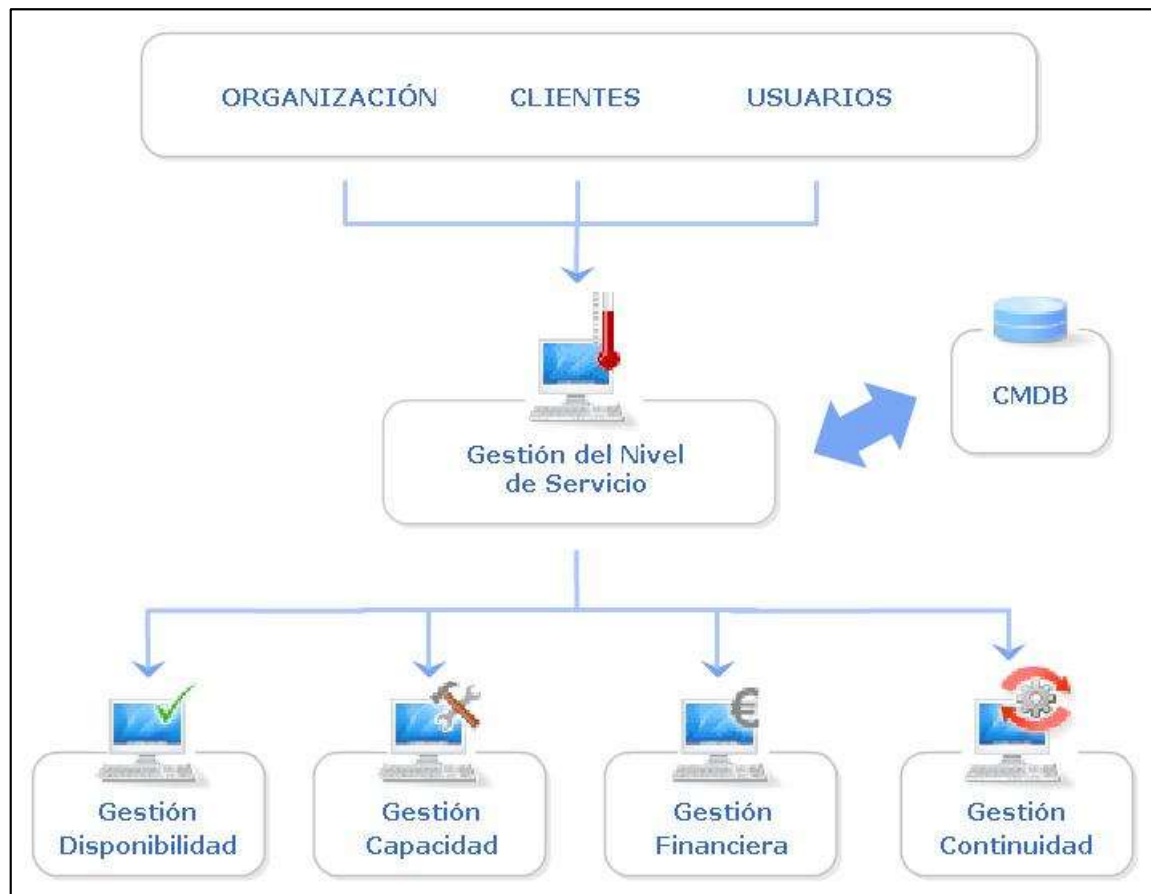 ORGANIZACIÓN CLIENTES USUARIOS
CMDB
Gestión del Nivel
de Servicio
Gestión
Disponibilidad
Gestión
Capacidad
€
Gestión
Financiera
Gestión
Continuidad